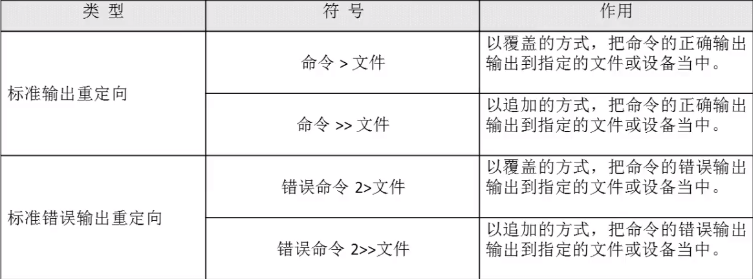 类 型 符 号 作用
标准输出重定向
命令 > 文件
以覆盖的方式，把命令的正确输出
输出到指定的文件或设备当中。
命令 >> 文件
以追加的方式，把命令的正确输出
输出到指定的文件或设备当中。
标准错误输出重定向
错误命令 2>文件
以覆盖的方式，把命令的错误输出
输出到指定的文件或设备当中。
错误命令 2>>文件
以追加的方式，把命令的错误输出
输出到指定的文件或设备当中。